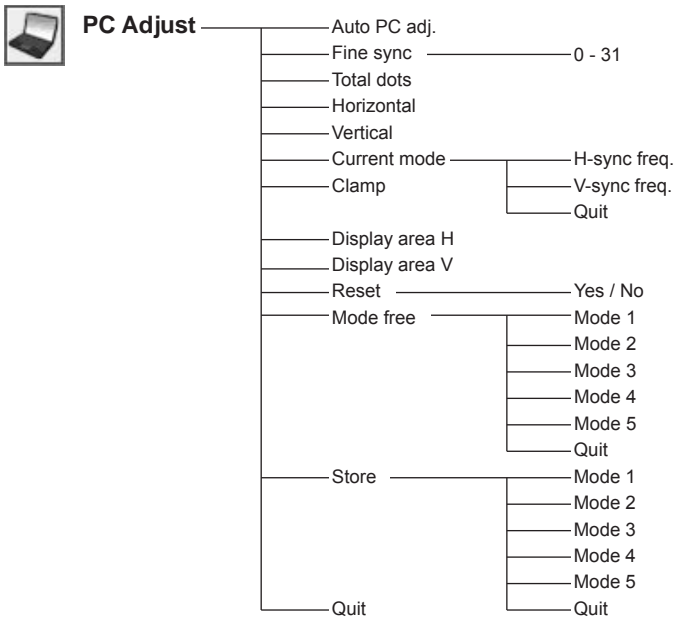 PC Adjust
Auto PC adj.
Fine sync 0 - 31
Total dots
Horizontal
Vertical
Current mode H-sync freq.
Clamp V-sync freq.
Quit
Display area H
Display area V
Reset Yes / No
Mode free Mode 1
Mode 2
Mode 3
Mode 4
Mode 5
Quit
Store Mode 1
Mode 2
Mode 3
Mode 4
Mode 5
Quit Quit